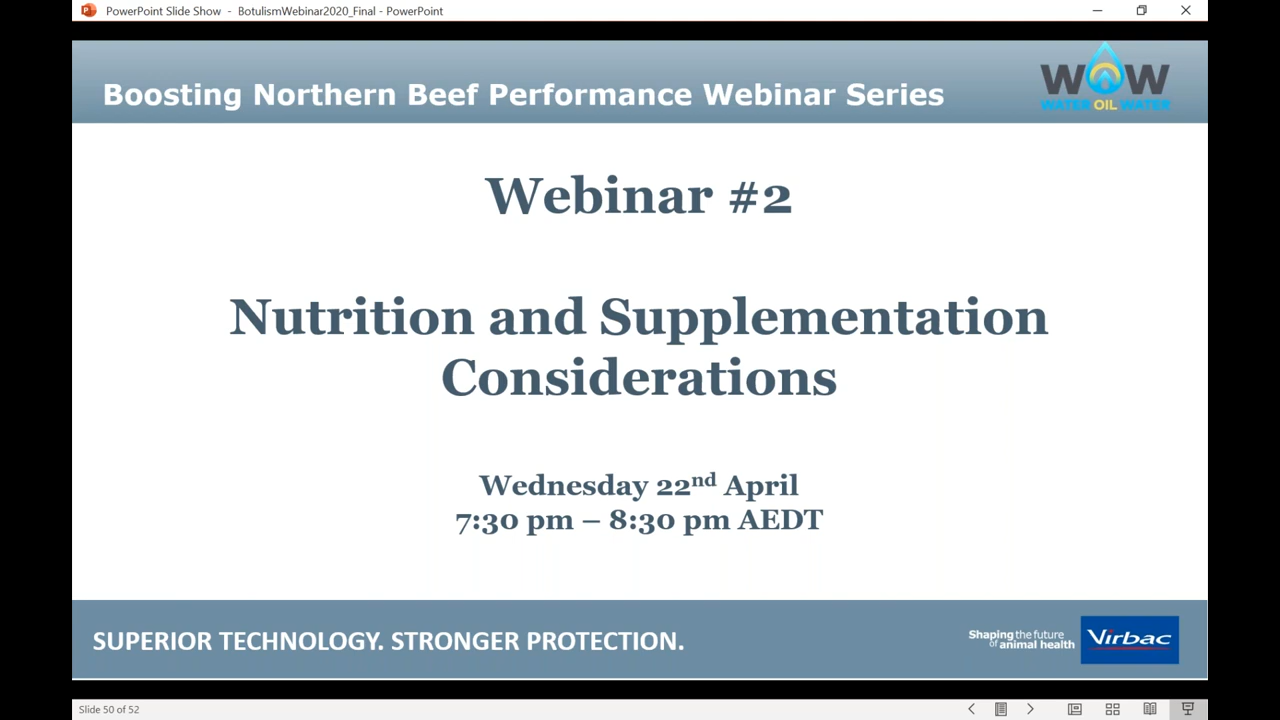 PowerPoint Slide Show - BotulismWebinar2020_Final - PowerPoint
Boosting Northern Beef Performance Webinar Series
WOW
WATER OIL WATER
Webinar #2
Nutrition and Supplementation
Considerations
Wednesday 22nd April
7:30 pm – 8:30 pm AEDT
SUPERIOR TECHNOLOGY. STRONGER PROTECTION.
Shaping the future
of animal health
Virbac
Slide 50 of 52